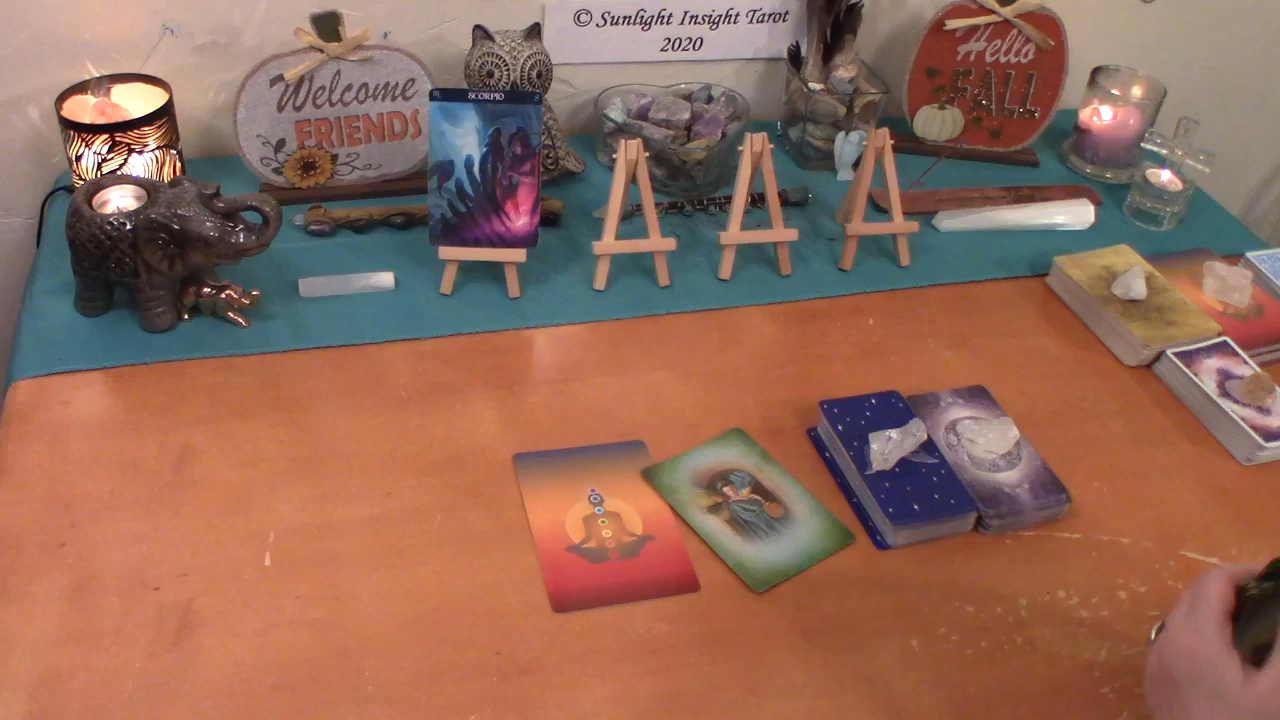 © Sunlight Insight Tarot
2020
Welcome
FRIENDS
SCORPIO
Hello
FALL